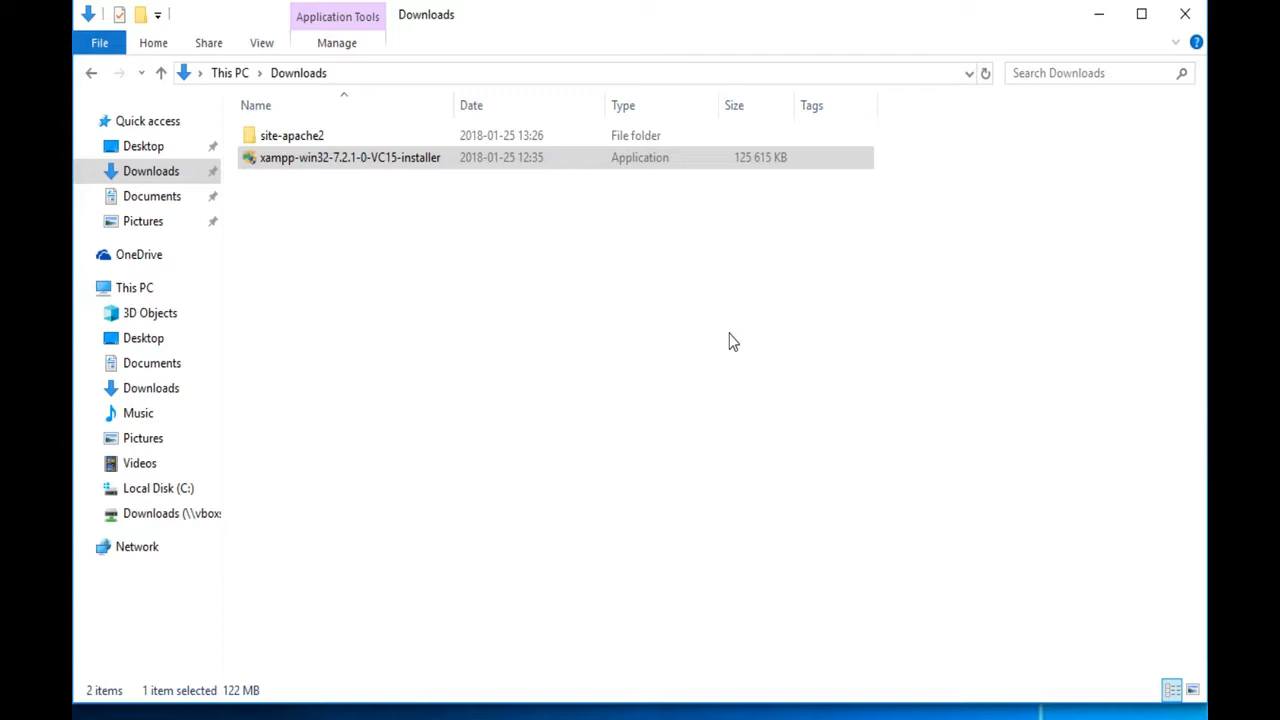 Application Tools
Downloads
File
Home
Share
View
Manage
This PC
Downloads
Search Downloads
Name
Date
Type
Size
Tags
site-apache2
2018-01-25 13:26
File folder
xampp-win32-7.2.1-0-VC15-installer
2018-01-25 12:35
Application
125 615 KB
Quick access
Desktop
Downloads
Documents
Pictures
OneDrive
This PC
3D Objects
Desktop
Documents
Downloads
Music
Pictures
Videos
Local Disk (C:)
Downloads (\\vboxs
Network
2 items
1 item selected
122 MB